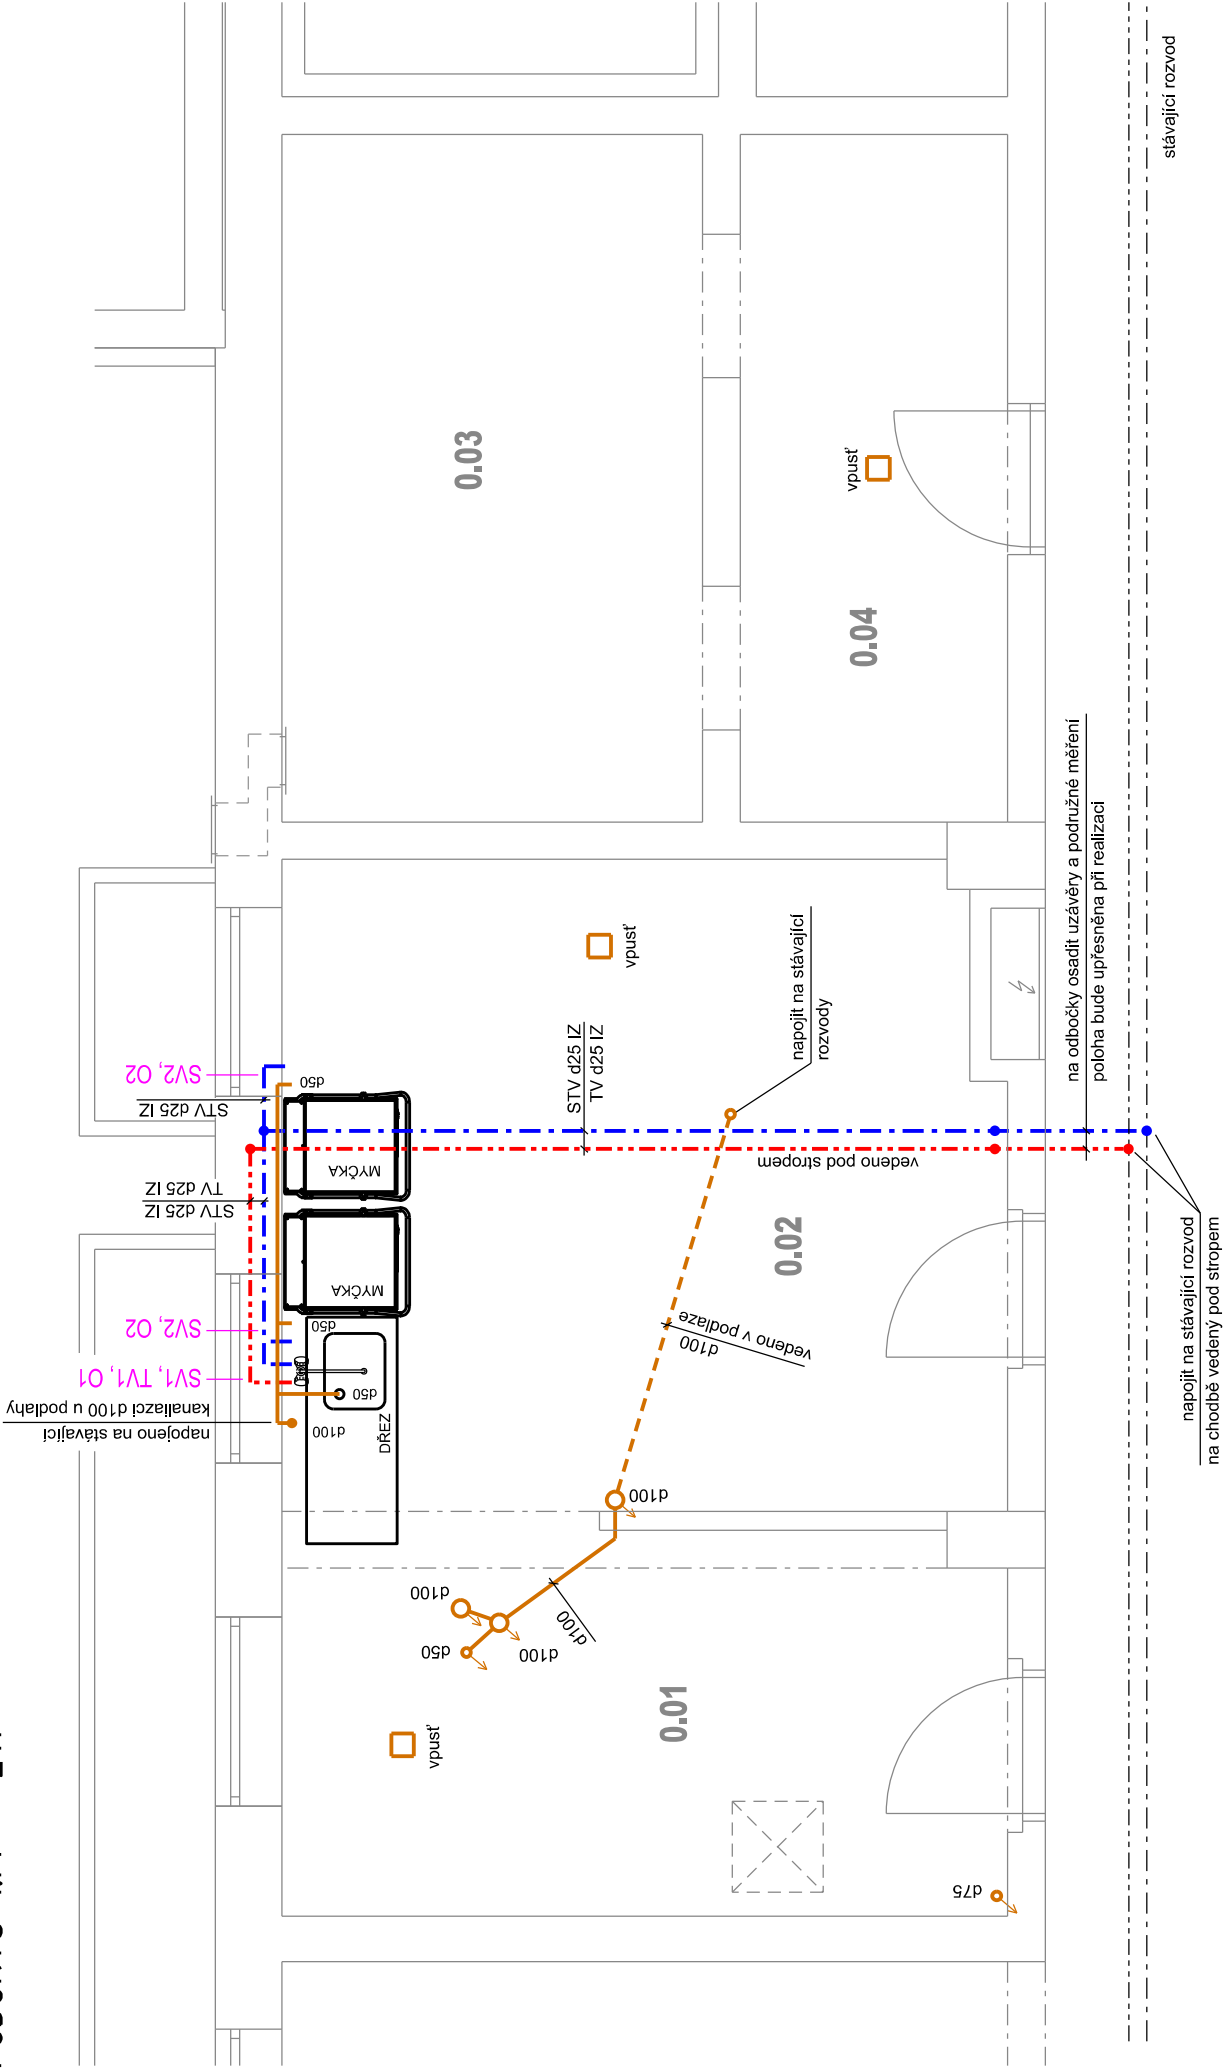 stávající rozvod
0.03
vpusť
0.04
na odbočky osadit uzávěry a podružné měření
poloha bude upřesněna při realizaci
vpusť
napojit na stávající
rozvody
STV d25 IZ
TV d25 IZ
SV2, O2
STV d25 IZ
d50
TV d25 IZ
STV d25 IZ
MYČKA
MYČKA
vedeno pod stropem
0.02
napojit na stávající rozvod
na chodbě vedený pod stropem
SV2, O2
d50
SV1, TV1, O1
d50
napojeno na stávající
kanaliazci d100 u podlahy
d100
DŘEZ
vedeno v podlaze
d100
d100
d100
d100
d100
d50
0.01
vpusť
d75